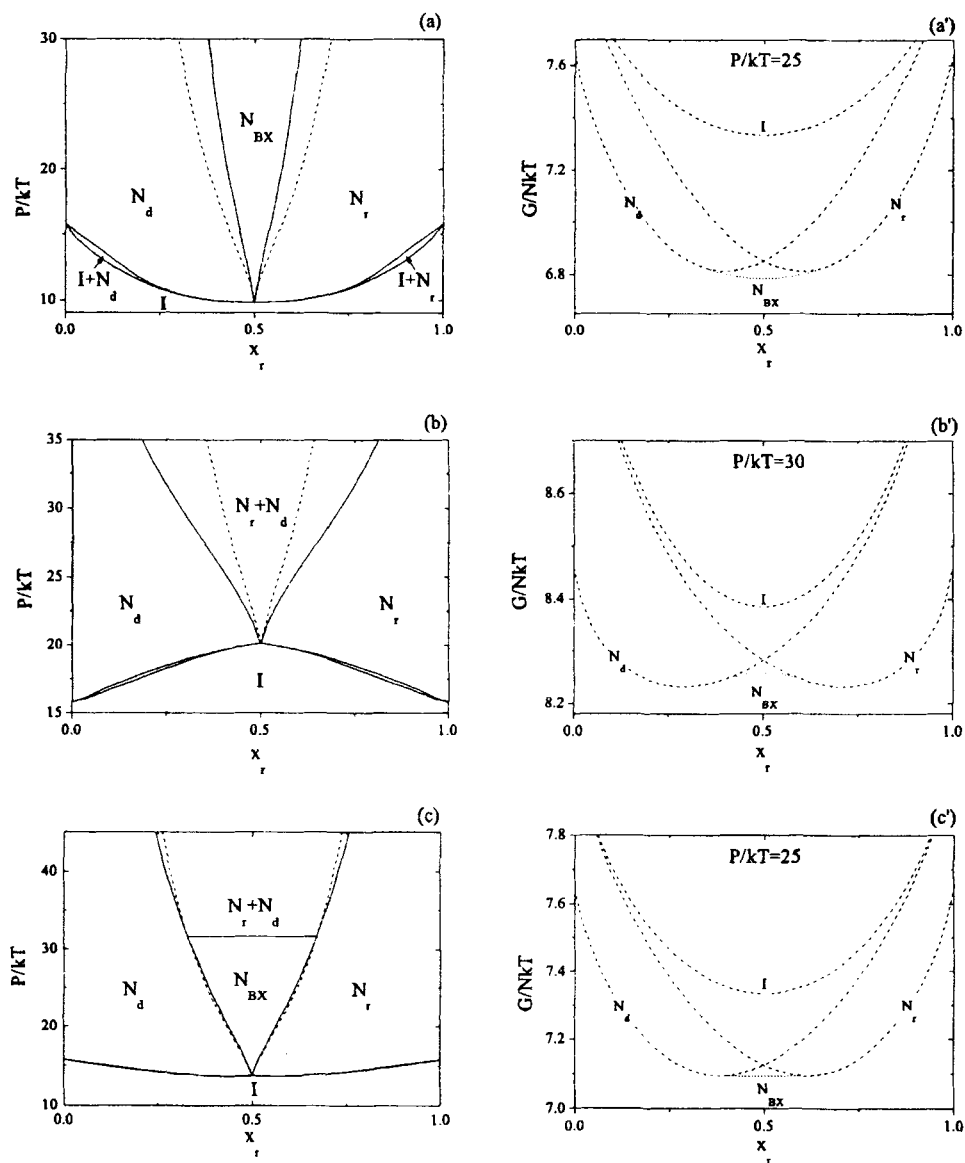 (a)
30
20
10
P/kT
N_BX
N_d
N_r
I+N_d
I+N_r
I
0.0 0.5 1.0
x_r
(a')
P/kT=25
7.6
7.2
6.8
G/NkT
I
N_d
N_r
N_BX
0.0 0.5 1.0
x_r
(b)
35
30
25
20
15
P/kT
N_r+N_d
N_d
N_r
I
0.0 0.5 1.0
x_r
(b')
P/kT=30
8.6
8.4
8.2
G/NkT
I
N_d
N_r
N_BX
0.0 0.5 1.0
x_r
(c)
40
30
20
10
P/kT
N_r+N_d
N_BX
N_d
N_r
I
0.0 0.5 1.0
x_r
(c')
P/kT=25
7.8
7.6
7.4
7.2
7.0
G/NkT
I
N_d
N_r
N_BX
0.0 0.5 1.0
x_r